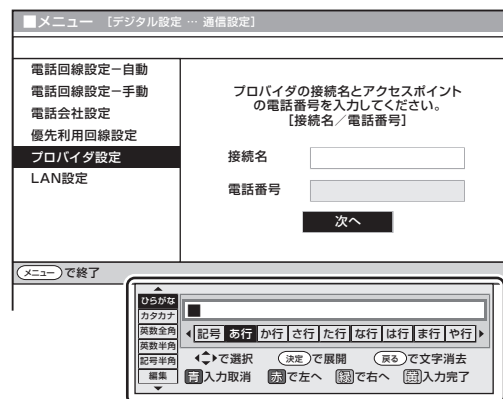 ■メニュー [デジタル設定 … 通信設定]
電話回線設定－自動
電話回線設定－手動
電話会社設定
優先利用回線設定
プロバイダ設定
LAN設定
プロバイダの接続名とアクセスポイント
の電話番号を入力してください。
[接続名／電話番号]
接続名
電話番号
次へ
メニューで終了
ひらがな
カタカナ
英数全角
英数半角
記号半角
編集
記号 あ行 か行 さ行 た行 な行 は行 ま行 や行
で選択 決定で展開 戻るで文字消去
青入力取消 赤で左へ 緑で右へ 黄入力完了